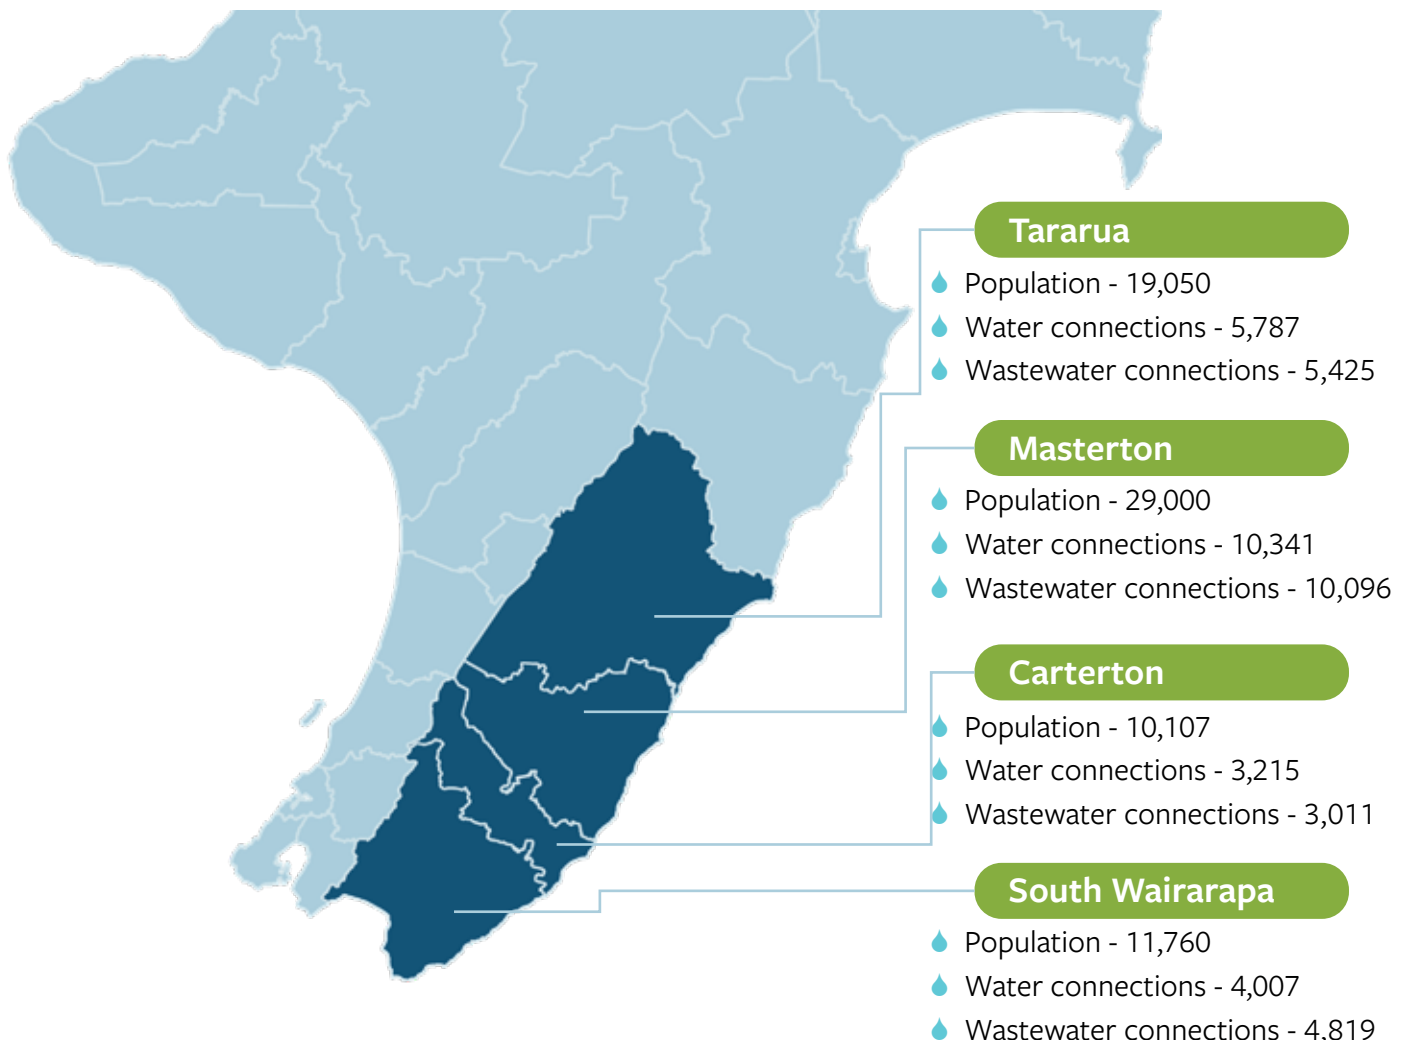 Tararua
Population - 19,050
Water connections - 5,787
Wastewater connections - 5,425
Masterton
Population - 29,000
Water connections - 10,341
Wastewater connections - 10,096
Carterton
Population - 10,107
Water connections - 3,215
Wastewater connections - 3,011
South Wairarapa
Population - 11,760
Water connections - 4,007
Wastewater connections - 4,819